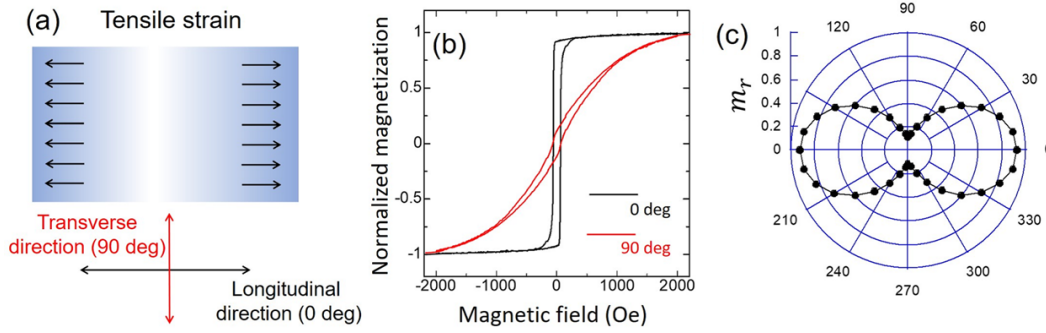 (a)
Tensile strain
Transverse
direction (90 deg)
Longitudinal
direction (0 deg)
(b)
Normalized magnetization
1
0.5
0
-0.5
-1
0 deg
90 deg
-2000
-1000
0
1000
2000
Magnetic field (Oe)
(c)
m_r
1
0.8
0.6
0.4
0.2
0
90
120
60
30
210
330
240
300
270